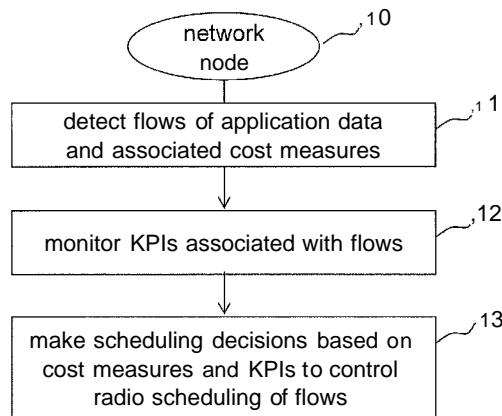 network
node
10
detect flows of application data
and associated cost measures
11
monitor KPIs associated with flows
12
make scheduling decisions based on
cost measures and KPIs to control
radio scheduling of flows
13